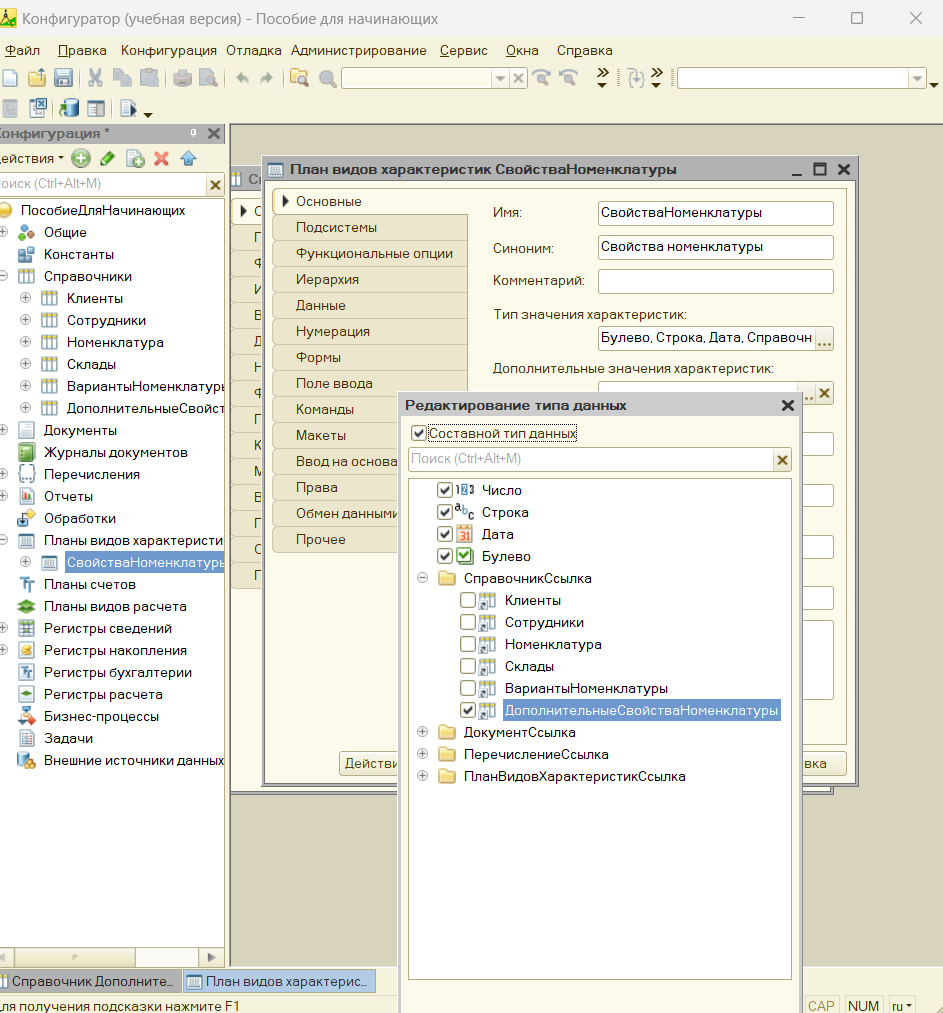 Конфигуратор (учебная версия) - Пособие для начинающих
Файл Правка Конфигурация Отладка Администрирование Сервис Окна Справка
Конфигурация *
ействия
оиск (Ctrl+Alt+M)
ПособиеДляНачинающих
Общие
Константы
Справочники
Клиенты
Сотрудники
Номенклатура
Склады
ВариантыНоменклатуры
ДополнительныеСвойст
Документы
Журналы документов
Перечисления
Отчеты
Обработки
Планы видов характеристи
СвойстваНоменклатуры
Планы счетов
Планы видов расчета
Регистры сведений
Регистры накопления
Регистры бухгалтерии
Регистры расчета
Бизнес-процессы
Задачи
Внешние источники данных
План видов характеристик СвойстваНоменклатуры
Основные
Подсистемы
Функциональные опции
Иерархия
Данные
Нумерация
Формы
Поле ввода
Команды
Макеты
Ввод на основа
Права
Обмен данными
Прочее
Имя: СвойстваНоменклатуры
Синоним: Свойства номенклатуры
Комментарий:
Тип значения характеристик:
Булево, Строка, Дата, Справочн ...
Дополнительные значения характеристик:
Действи
вка
Редактирование типа данных
Составной тип данных
Поиск (Ctrl+Alt+M)
Число
Строка
Дата
Булево
СправочникСсылка
Клиенты
Сотрудники
Номенклатура
Склады
ВариантыНоменклатуры
ДополнительныеСвойстваНоменклатуры
ДокументСсылка
ПеречислениеСсылка
ПланВидовХарактеристикСсылка
Справочник Дополните...
План видов характерис...
ля получения подсказки нажмите F1
CAP NUM ru